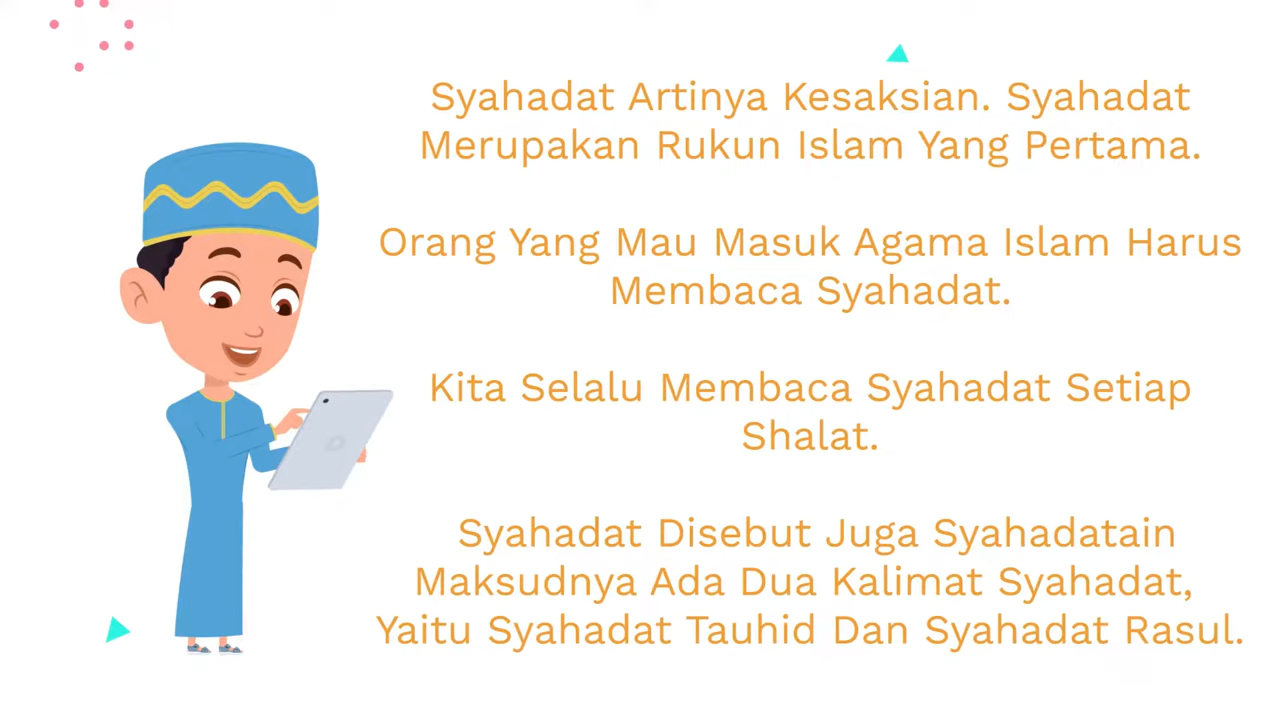 Syahadat Artinya Kesaksian. Syahadat
Merupakan Rukun Islam Yang Pertama.
Orang Yang Mau Masuk Agama Islam Harus
Membaca Syahadat.
Kita Selalu Membaca Syahadat Setiap
Shalat.
Syahadat Disebut Juga Syahadatain
Maksudnya Ada Dua Kalimat Syahadat,
Yaitu Syahadat Tauhid Dan Syahadat Rasul.